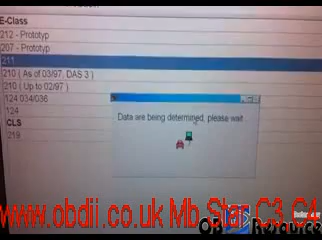 E-Class
212 - Prototyp
207 - Prototyp
211
210 ( As of 03/97, DAS 3 )
210 ( Up to 02/97 )
124 034/036
124
CLS
219
Data are being determined, please wait
www.obdii.co.uk Mb Star C3 C4